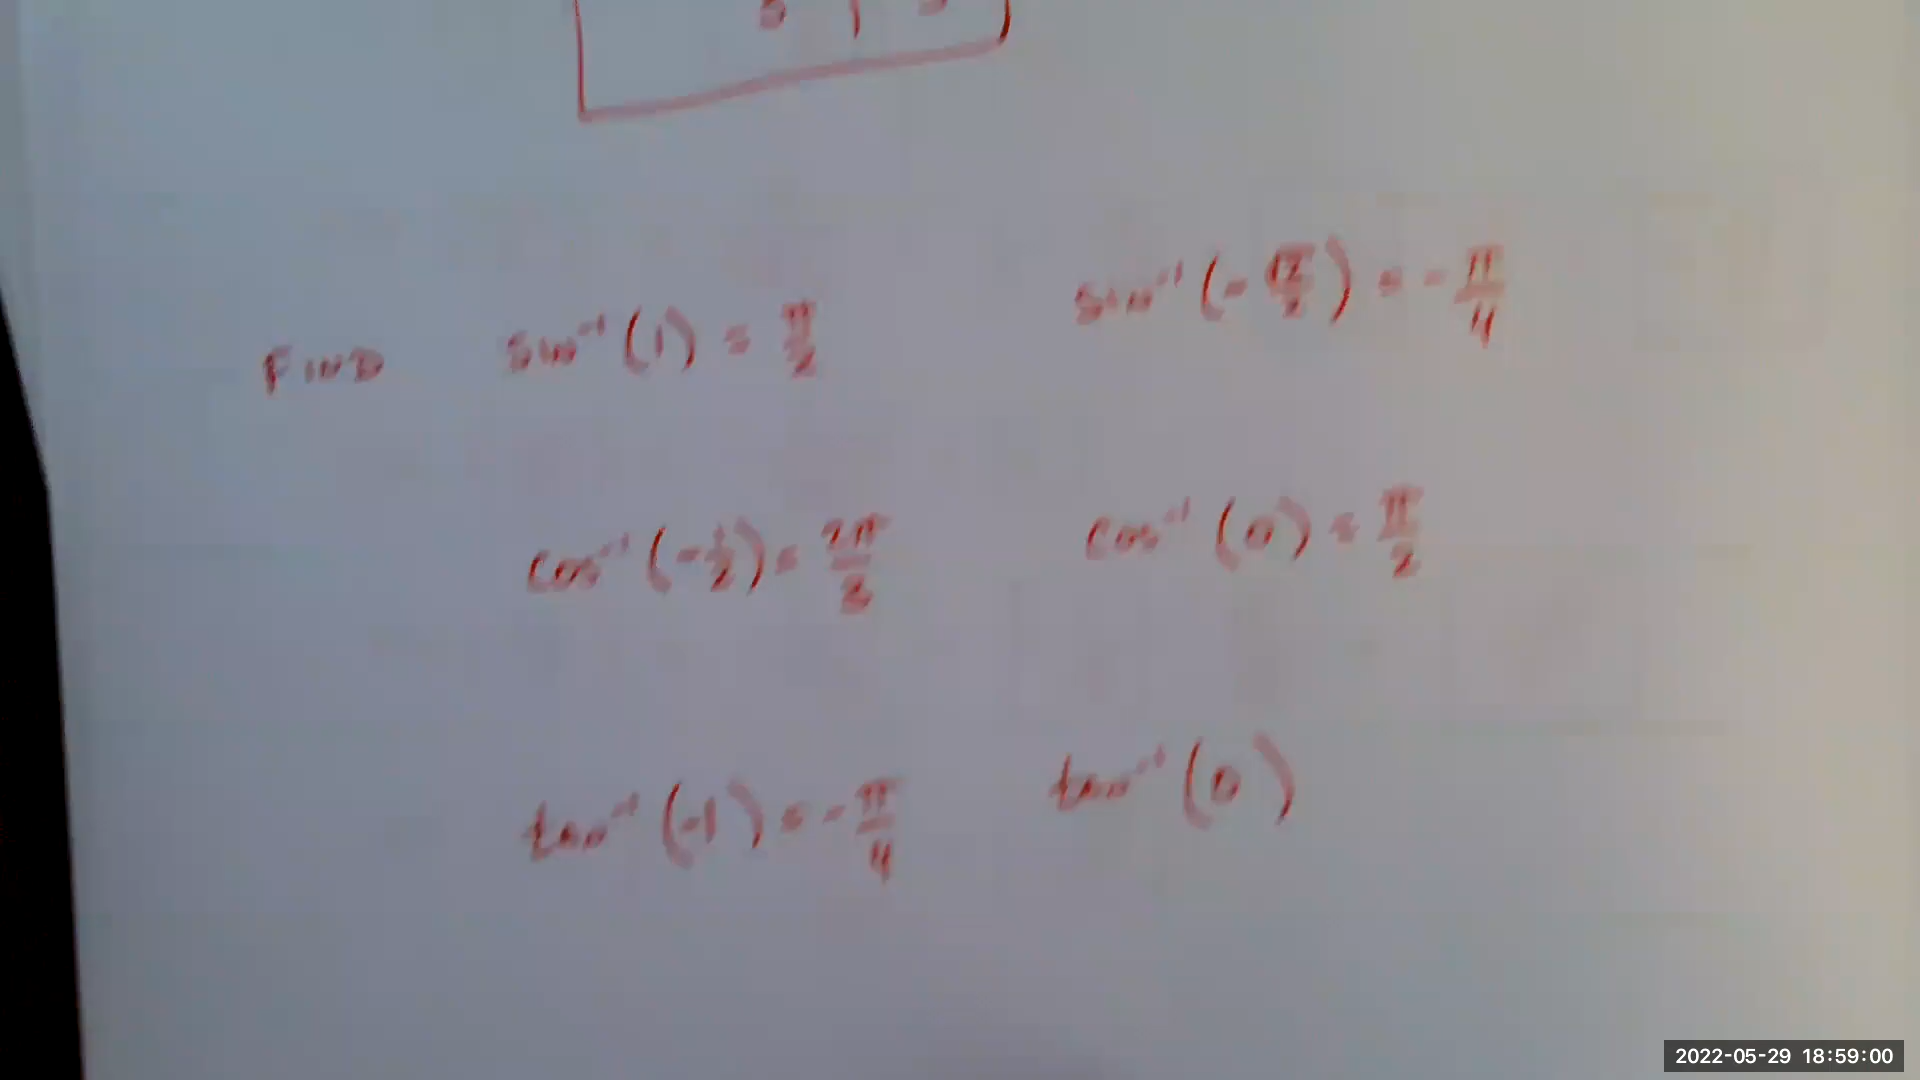 FIND sin⁻¹(1) = π/2 sin⁻¹(-√2/2) = -π/4
cos⁻¹(-1/2) = 2π/3 cos⁻¹(0) = π/2
tan⁻¹(-1) = -π/4 tan⁻¹(0)
2022-05-29 18:59:00